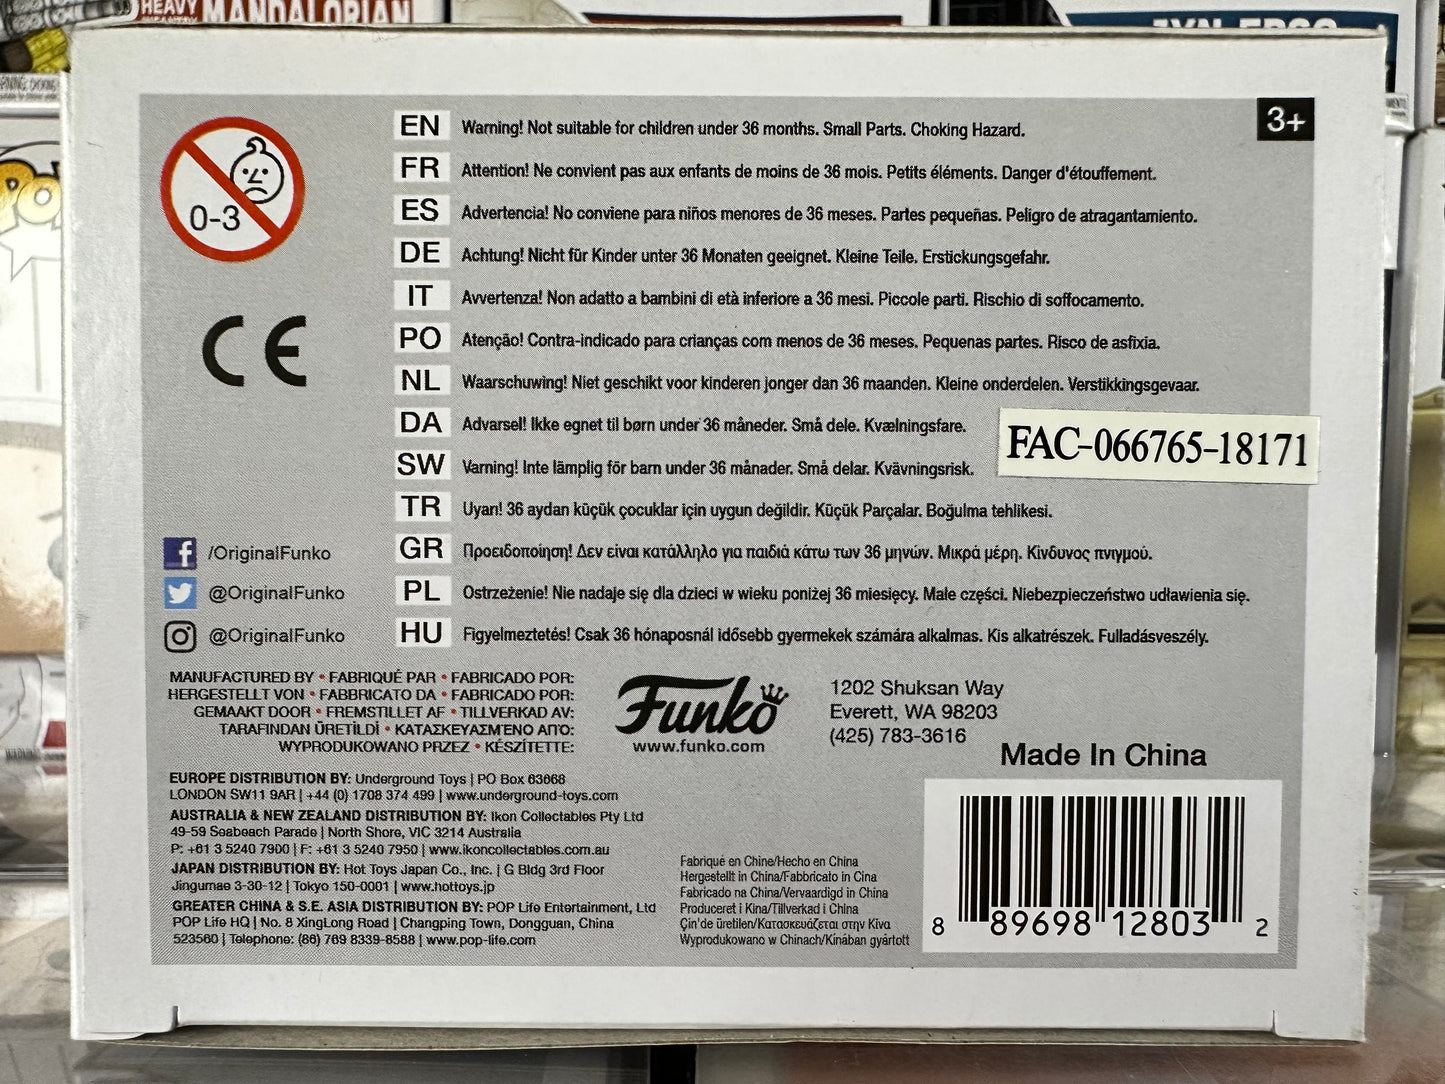 HEAVY MANDALORIAN
3+
0-3
EN Warning! Not suitable for children under 36 months. Small Parts. Choking Hazard.
FR Attention! Ne convient pas aux enfants de moins de 36 mois. Petits éléments. Danger d'étouffement.
ES Advertencia! No conviene para niños menores de 36 meses. Partes pequeñas. Peligro de atragantamiento.
DE Achtung! Nicht für Kinder unter 36 Monaten geeignet. Kleine Teile. Erstickungsgefahr.
IT Avvertenza! Non adatto a bambini di età inferiore a 36 mesi. Piccole parti. Rischio di soffocamento.
PO Atenção! Contra-indicado para crianças com menos de 36 meses. Pequenas partes. Risco de asfixia.
NL Waarschuwing! Niet geschikt voor kinderen jonger dan 36 maanden. Kleine onderdelen. Verstikkingsgevaar.
DA Advarsel! Ikke egnet til børn under 36 måneder. Små dele. Kvælningsfare.
SW Varning! Inte lämplig för barn under 36 månader. Små delar. Kvävningsrisk.
FAC-066765-18171
TR Uyarı! 36 aydan küçük çocuklar için uygun değildir. Küçük Parçalar. Boğulma tehlikesi.
GR Προειδοποίηση! Δεν είναι κατάλληλο για παιδιά κάτω των 36 μηνών. Μικρά μέρη. Κίνδυνος πνιγμού.
PL Ostrzeżenie! Nie nadaje się dla dzieci w wieku poniżej 36 miesięcy. Małe części. Niebezpieczeństwo udławienia się.
HU Figyelmeztetés! Csak 36 hónaposnál idősebb gyermekek számára alkalmas. Kis alkatrészek. Fulladásveszély.
/OriginalFunko
@OriginalFunko
@OriginalFunko
MANUFACTURED BY • FABRIQUÉ PAR • FABRICADO POR:
HERGESTELLT VON • FABBRICATO DA • FABRICADO POR:
GEMAAKT DOOR • FREMSTILLET AF • TILLVERKAD AV:
TARAFINDAN ÜRETİLDİ • ΚΑΤΑΣΚΕΥΑΣΜΈΝΟ ΑΠΌ:
WYPRODUKOWANO PRZEZ • KÉSZÍTETTE:
Funko
www.funko.com
1202 Shuksan Way
Everett, WA 98203
(425) 783-3616
Made In China
EUROPE DISTRIBUTION BY: Underground Toys | PO Box 63668
LONDON SW11 9AR | +44 (0) 1708 374 499 | www.underground-toys.com
AUSTRALIA & NEW ZEALAND DISTRIBUTION BY: Ikon Collectables Pty Ltd
49-59 Seabeach Parade | North Shore, VIC 3214 Australia
P: +61 3 5240 7900 | F: +61 3 5240 7950 | www.ikoncollectables.com.au
JAPAN DISTRIBUTION BY: Hot Toys Japan Co., Inc. | G Bldg 3rd Floor
Jingumae 3-30-12 | Tokyo 150-0001 | www.hottoys.jp
GREATER CHINA & S.E. ASIA DISTRIBUTION BY: POP Life Entertainment, Ltd
POP Life HQ | No. 8 XingLong Road | Changping Town, Dongguan, China
523560 | Telephone: (86) 769 8339-8588 | www.pop-life.com
Fabriqué en Chine/Hecho en China
Hergestellt in China/Fabbricato in Cina
Fabricado na China/Vervaardigd in China
Produceret i Kina/Tillverkad i China
Çin'de üretilen/Κατασκευάζεται στην Κίνα
Wyprodukowano w Chinach/Kínában gyártott
8 89698 12803 2